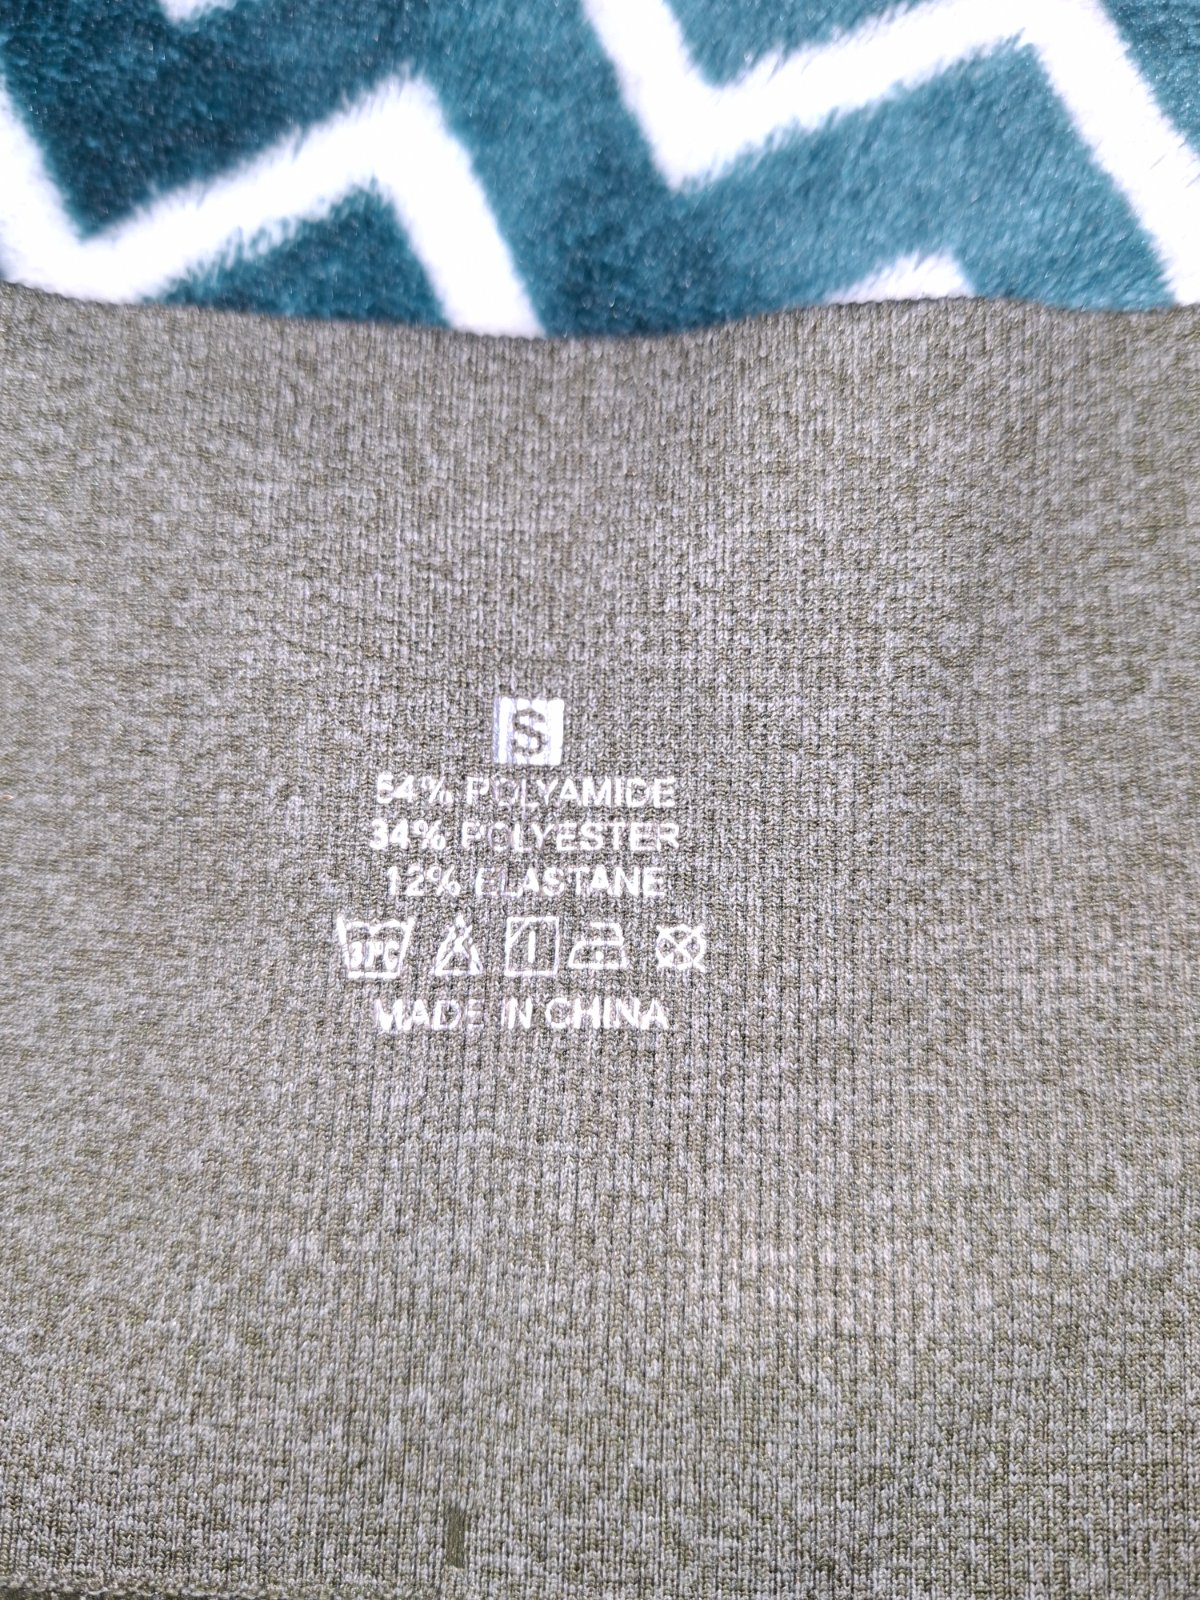 S
54% POLYAMIDE
34% POLYESTER
12% ELASTANE
MADE IN CHINA